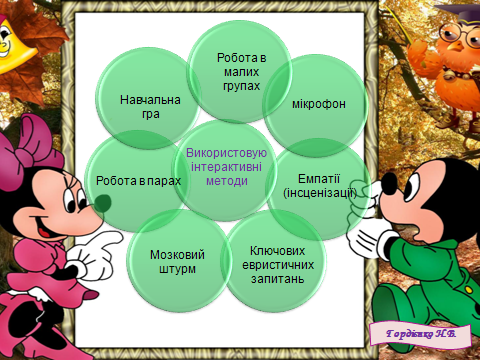 Робота в
малих
групах
мікрофон
Емпатії
(інсценізації)
Ключових
евристичних
запитань
Мозковий
штурм
Робота в парах
Навчальна
гра
Використовую
інтерактивні
методи
Гордієнко Н.В.